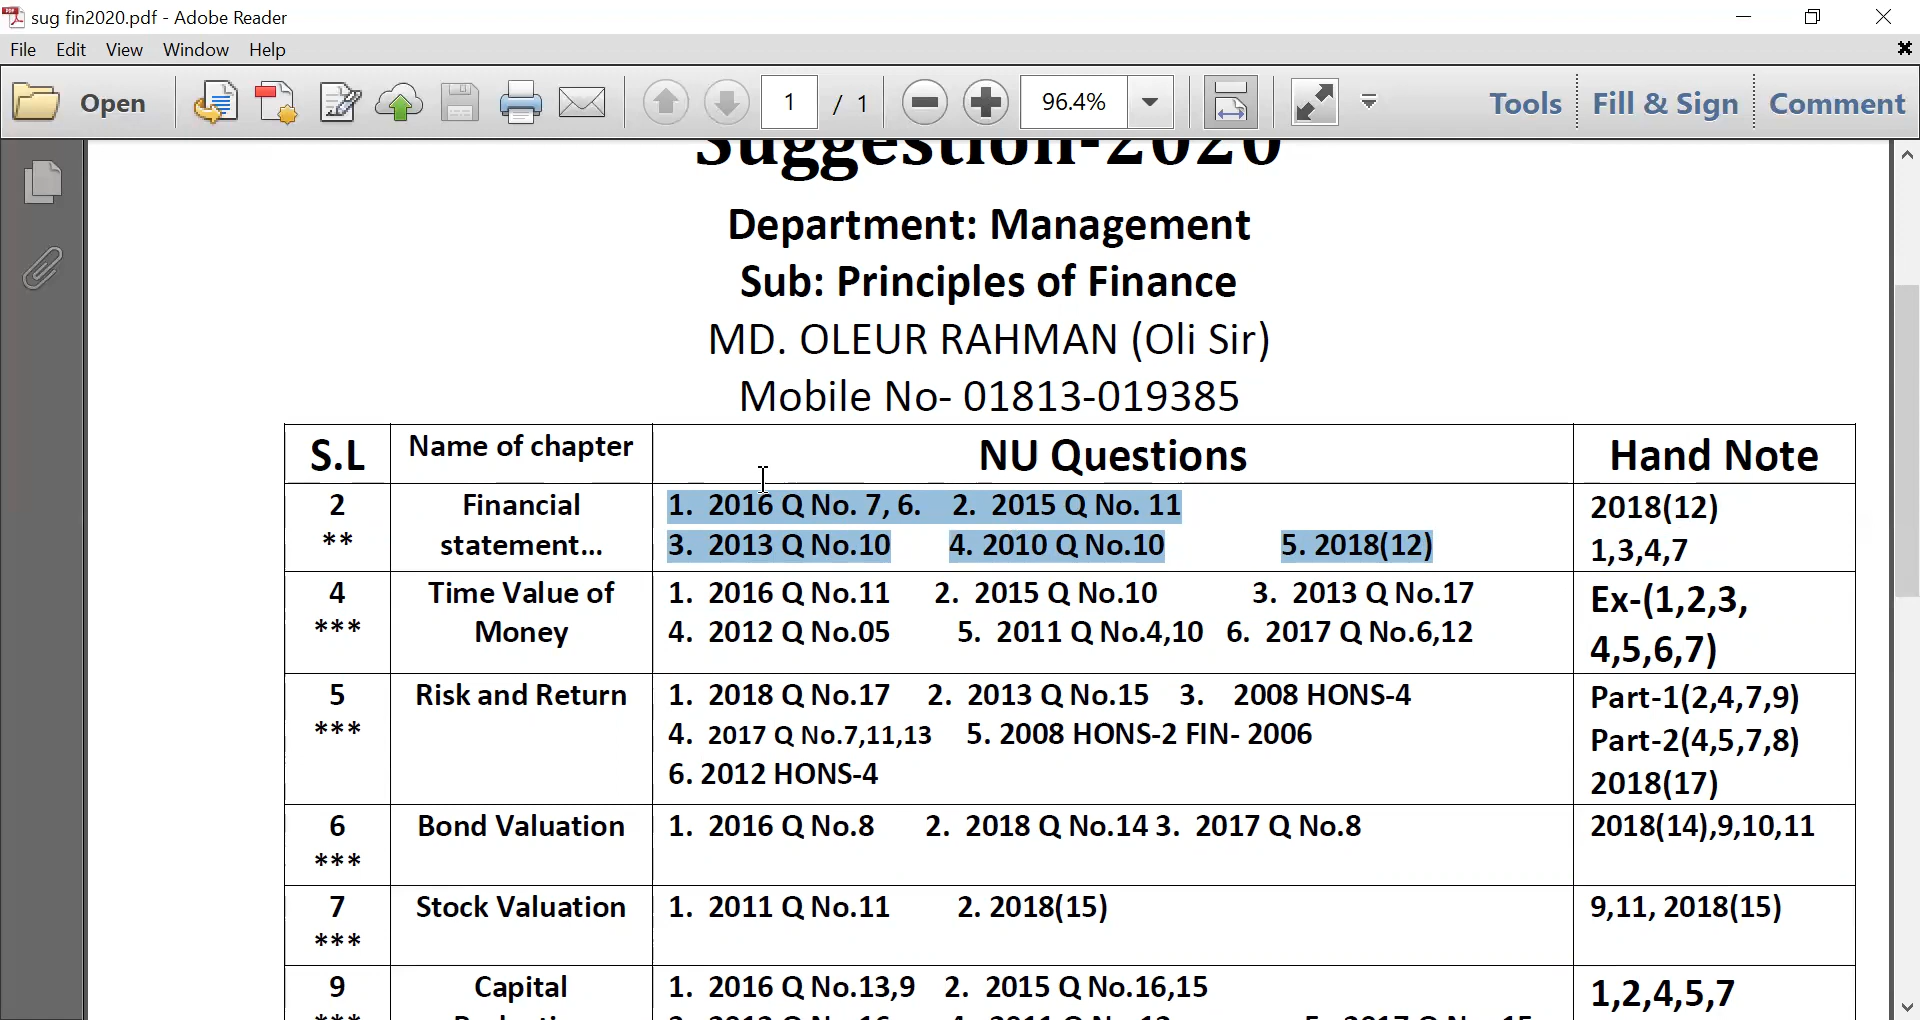 sug fin2020.pdf - Adobe Reader
File Edit View Window Help
Open 1 / 1 96.4% Tools Fill & Sign Comment
Suggestion-2020
Department: Management
Sub: Principles of Finance
MD. OLEUR RAHMAN (Oli Sir)
Mobile No- 01813-019385
S.L Name of chapter NU Questions Hand Note
2 Financial 1. 2016 Q No. 7, 6. 2. 2015 Q No. 11 2018(12)
** statement... 3. 2013 Q No.10 4. 2010 Q No.10 5. 2018(12) 1,3,4,7
4 Time Value of 1. 2016 Q No.11 2. 2015 Q No.10 3. 2013 Q No.17 Ex-(1,2,3,
*** Money 4. 2012 Q No.05 5. 2011 Q No.4,10 6. 2017 Q No.6,12 4,5,6,7)
5 Risk and Return 1. 2018 Q No.17 2. 2013 Q No.15 3. 2008 HONS-4 Part-1(2,4,7,9)
*** 4. 2017 Q No.7,11,13 5. 2008 HONS-2 FIN- 2006 Part-2(4,5,7,8)
6. 2012 HONS-4 2018(17)
6 Bond Valuation 1. 2016 Q No.8 2. 2018 Q No.14 3. 2017 Q No.8 2018(14),9,10,11
***
7 Stock Valuation 1. 2011 Q No.11 2. 2018(15) 9,11, 2018(15)
***
9 Capital 1. 2016 Q No.13,9 2. 2015 Q No.16,15 1,2,4,5,7